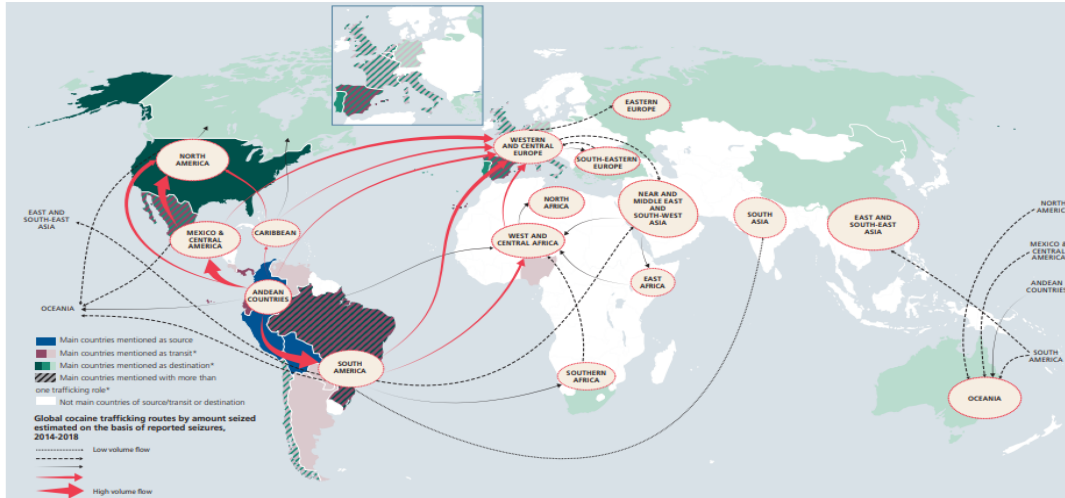 EASTERN
EUROPE
WESTERN
AND CENTRAL
EUROPE
NORTH
AMERICA
SOUTH-EASTERN
EUROPE
NEAR AND
MIDDLE EAST
AND
SOUTH-WEST
ASIA
NORTH
AFRICA
EAST AND
SOUTH-EAST
ASIA
SOUTH
ASIA
EAST AND
SOUTH-EAST
ASIA
NORTH
AMERICA
MEXICO &
CENTRAL
AMERICA
CARIBBEAN
WEST AND
CENTRAL AFRICA
MEXICO &
CENTRAL
AMERICA
EAST
AFRICA
ANDEAN
COUNTRIES
ANDEAN
COUNTRIES
OCEANIA
SOUTH
AMERICA
SOUTH
AMERICA
SOUTHERN
AFRICA
OCEANIA
Main countries mentioned as source
Main countries mentioned as transit*
Main countries mentioned as destination*
Main countries mentioned with more than
one trafficking role*
Not main countries of source/transit or destination
Global cocaine trafficking routes by amount seized
estimated on the basis of reported seizures,
2014-2018
Low volume flow
High volume flow